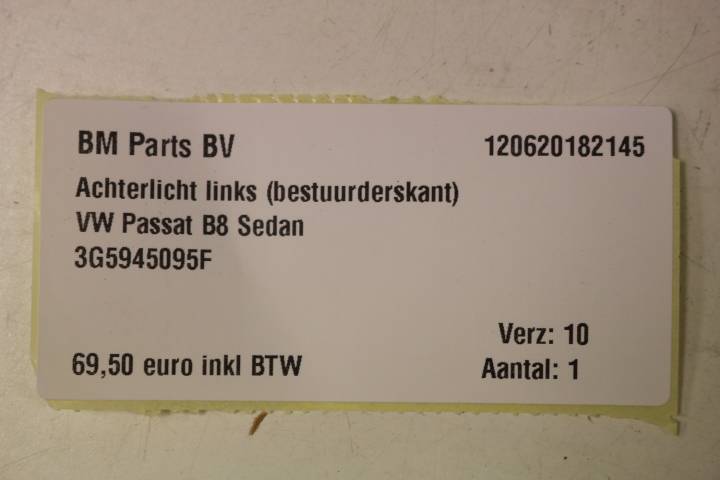 BM Parts BV 120620182145
Achterlicht links (bestuurderskant)
VW Passat B8 Sedan
3G5945095F
Verz: 10
69,50 euro inkl BTW Aantal: 1